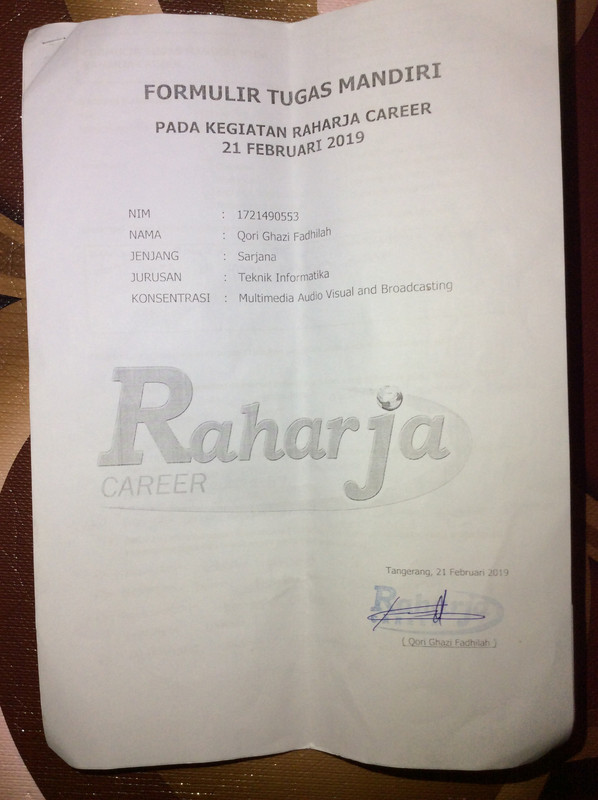 FORMULIR TUGAS MANDIRI
PADA KEGIATAN RAHARJA CAREER
21 FEBRUARI 2019
NIM : 1721490553
NAMA : Qori Ghazi Fadhilah
JENJANG : Sarjana
JURUSAN : Teknik Informatika
KONSENTRASI : Multimedia Audio Visual and Broadcasting
Raharja
CAREER
Tangerang, 21 Februari 2019
Raharja
( Qori Ghazi Fadhilah )